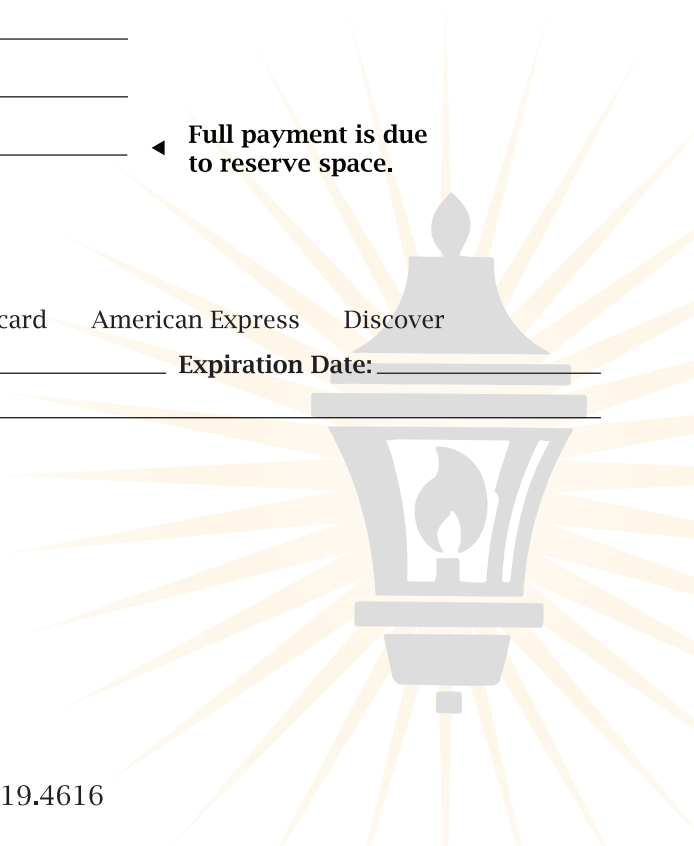 Full payment is due
to reserve space.
card American Express Discover
Expiration Date:
19.4616